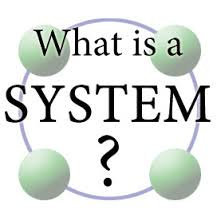 What is a
SYSTEM
?